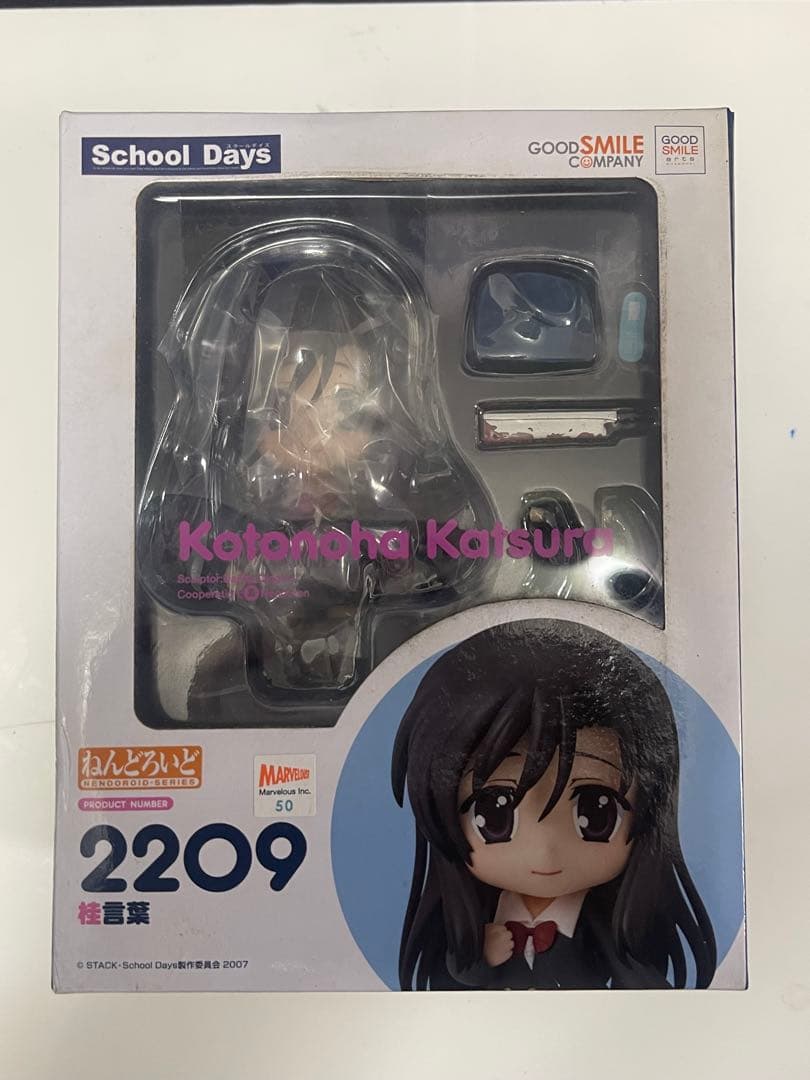 スクールデイズ
School Days
GOOD SMILE
COMPANY
GOOD
SMILE
arts
Kotonoha Katsura
Sculptor:
Cooperation:
ねんどろいど
NENDOROID-SERIES
PRODUCT NUMBER
2209
桂言葉
MARVELOUS!
Marvelous Inc.
50
© STACK・School Days製作委員会 2007